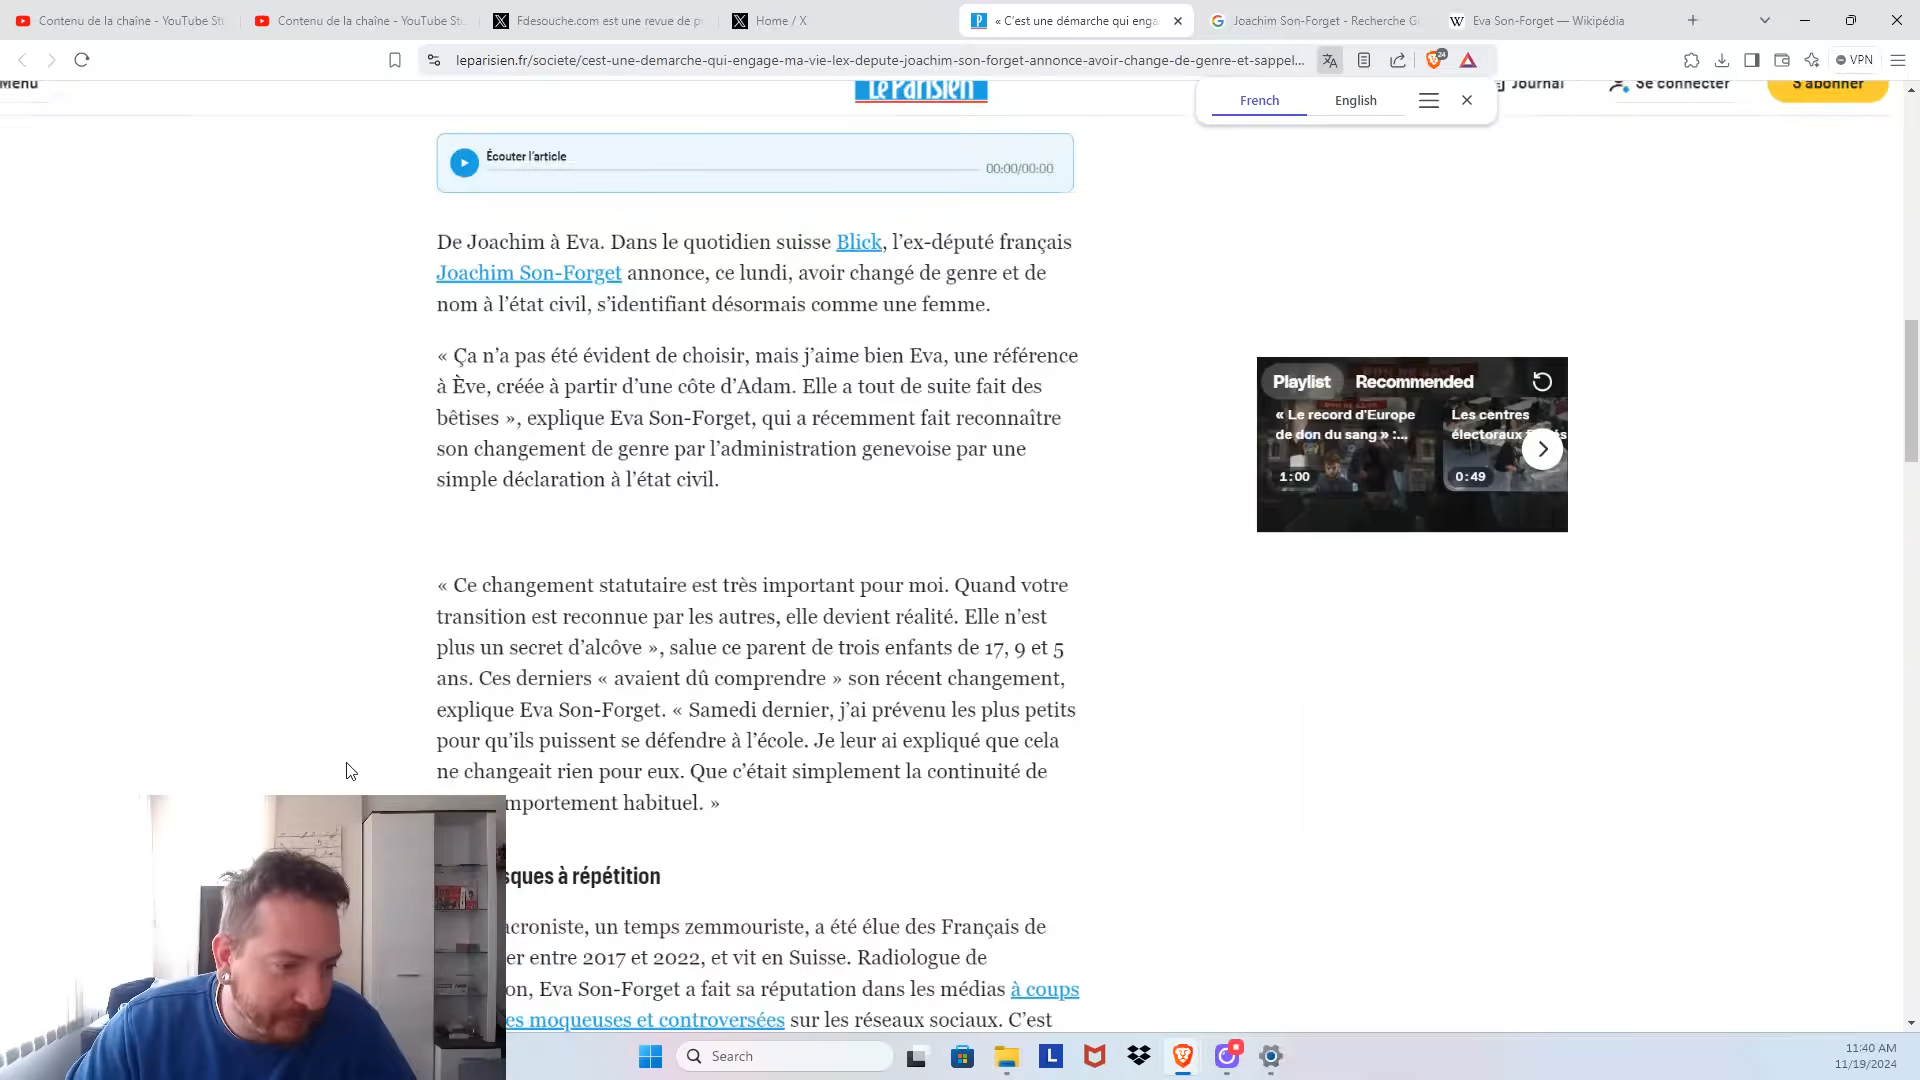 Contenu de la chaîne - YouTube St
Contenu de la chaîne - YouTube St
Fdesouche.com est une revue de p
Home / X
« C'est une démarche qui enga
Joachim Son-Forget - Recherche G
Eva Son-Forget — Wikipédia
leparisien.fr/societe/cest-une-demarche-qui-engage-ma-vie-lex-depute-joachim-son-forget-annonce-avoir-change-de-genre-et-sappel...
24
VPN
Menu
Le Parisien
Journal
Se connecter
S'abonner
French
English
Écouter l'article
00:00/00:00
De Joachim à Eva. Dans le quotidien suisse Blick, l'ex-député français
Joachim Son-Forget annonce, ce lundi, avoir changé de genre et de
nom à l'état civil, s'identifiant désormais comme une femme.
« Ça n'a pas été évident de choisir, mais j'aime bien Eva, une référence
à Ève, créée à partir d'une côte d'Adam. Elle a tout de suite fait des
bêtises », explique Eva Son-Forget, qui a récemment fait reconnaître
son changement de genre par l'administration genevoise par une
simple déclaration à l'état civil.
« Ce changement statutaire est très important pour moi. Quand votre
transition est reconnue par les autres, elle devient réalité. Elle n'est
plus un secret d'alcôve », salue ce parent de trois enfants de 17, 9 et 5
ans. Ces derniers « avaient dû comprendre » son récent changement,
explique Eva Son-Forget. « Samedi dernier, j'ai prévenu les plus petits
pour qu'ils puissent se défendre à l'école. Je leur ai expliqué que cela
ne changeait rien pour eux. Que c'était simplement la continuité de
mportement habituel. »
sques à répétition
croniste, un temps zemmouriste, a été élue des Français de
er entre 2017 et 2022, et vit en Suisse. Radiologue de
on, Eva Son-Forget a fait sa réputation dans les médias à coups
es moqueuses et controversées sur les réseaux sociaux. C'est
Playlist
Recommended
« Le record d'Europe
de don du sang » :...
1:00
Les centres
électoraux
0:49
Search
11:40 AM
11/19/2024